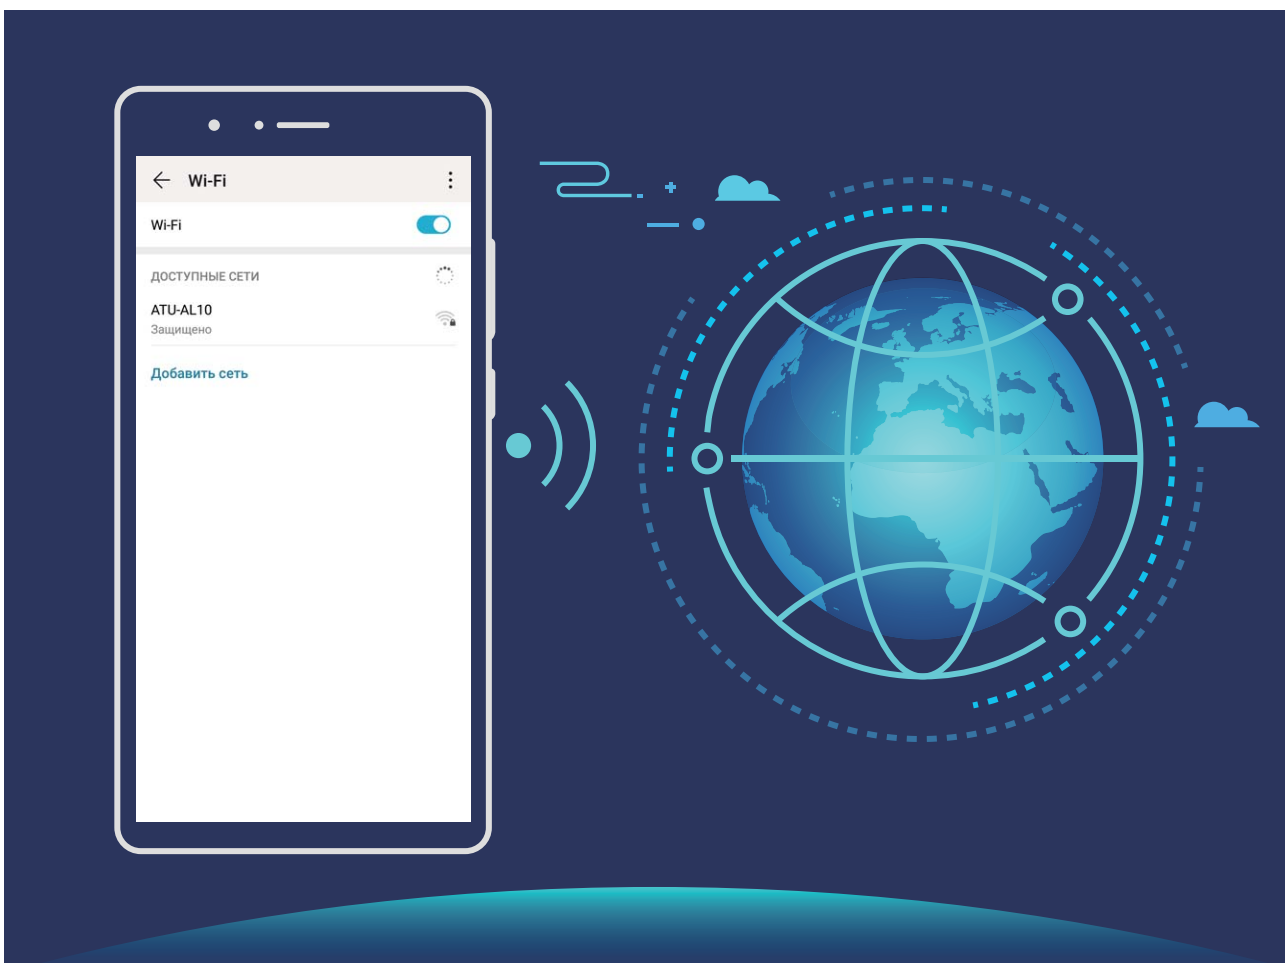 Wi-Fi
Wi-Fi
ДОСТУПНЫЕ СЕТИ
ATU-AL10
Защищено
Добавить сеть